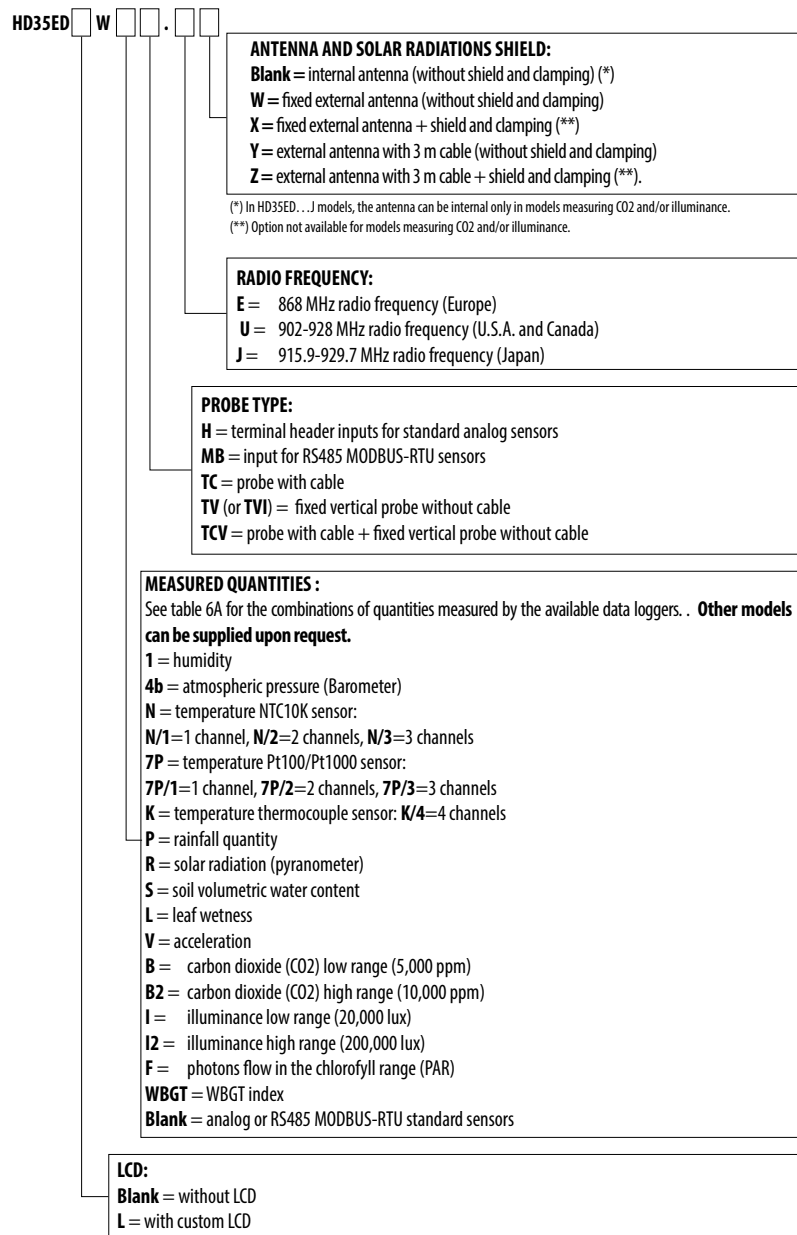 HD35ED W .
ANTENNA AND SOLAR RADIATIONS SHIELD:
Blank = internal antenna (without shield and clamping) (*)
W = fixed external antenna (without shield and clamping)
X = fixed external antenna + shield and clamping (**)
Y = external antenna with 3 m cable (without shield and clamping)
Z = external antenna with 3 m cable + shield and clamping (**).
(*) In HD35ED...J models, the antenna can be internal only in models measuring CO2 and/or illuminance.
(**) Option not available for models measuring CO2 and/or illuminance.
RADIO FREQUENCY:
E = 868 MHz radio frequency (Europe)
U = 902-928 MHz radio frequency (U.S.A. and Canada)
J = 915.9-929.7 MHz radio frequency (Japan)
PROBE TYPE:
H = terminal header inputs for standard analog sensors
MB = input for RS485 MODBUS-RTU sensors
TC = probe with cable
TV (or TVI) = fixed vertical probe without cable
TCV = probe with cable + fixed vertical probe without cable
MEASURED QUANTITIES :
See table 6A for the combinations of quantities measured by the available data loggers. . Other models
can be supplied upon request.
1 = humidity
4b = atmospheric pressure (Barometer)
N = temperature NTC10K sensor:
N/1=1 channel, N/2=2 channels, N/3=3 channels
7P = temperature Pt100/Pt1000 sensor:
7P/1=1 channel, 7P/2=2 channels, 7P/3=3 channels
K = temperature thermocouple sensor: K/4=4 channels
P = rainfall quantity
R = solar radiation (pyranometer)
S = soil volumetric water content
L = leaf wetness
V = acceleration
B = carbon dioxide (CO2) low range (5,000 ppm)
B2 = carbon dioxide (CO2) high range (10,000 ppm)
I = illuminance low range (20,000 lux)
I2 = illuminance high range (200,000 lux)
F = photons flow in the chlorofyll range (PAR)
WBGT = WBGT index
Blank = analog or RS485 MODBUS-RTU standard sensors
LCD:
Blank = without LCD
L = with custom LCD